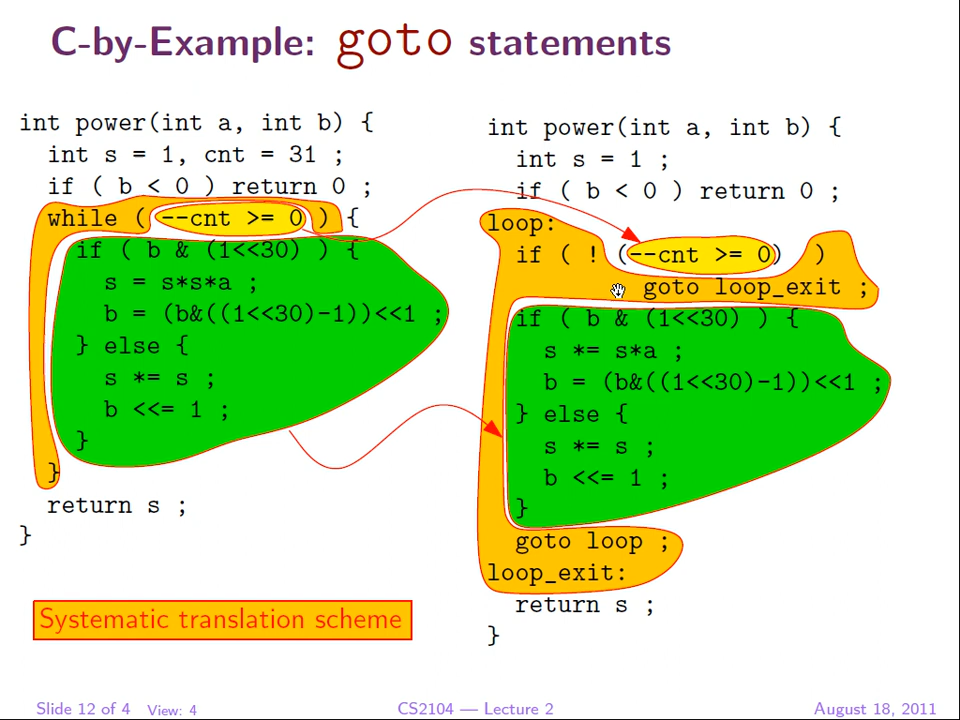 C-by-Example: goto statements
int power(int a, int b) {
int s = 1, cnt = 31 ;
if ( b < 0 ) return 0 ;
while ( --cnt >= 0 ) {
if ( b & (1<<30) ) {
s = s*s*a ;
b = (b&((1<<30)-1))<<1 ;
} else {
s *= s ;
b <<= 1 ;
}
}
return s ;
}
int power(int a, int b) {
int s = 1 ;
if ( b < 0 ) return 0 ;
loop:
if ( ! (--cnt >= 0) )
goto loop_exit ;
if ( b & (1<<30) ) {
s *= s*a ;
b = (b&((1<<30)-1))<<1 ;
} else {
s *= s ;
b <<= 1 ;
}
goto loop ;
loop_exit:
return s ;
}
Systematic translation scheme
Slide 12 of 4 View: 4
CS2104 — Lecture 2
August 18, 2011